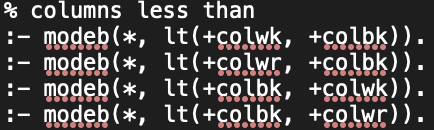 % columns less than
:- modeb(*, lt(+colwk, +colbk)).
:- modeb(*, lt(+colwr, +colbk)).
:- modeb(*, lt(+colbk, +colwk)).
:- modeb(*, lt(+colbk, +colwr)).